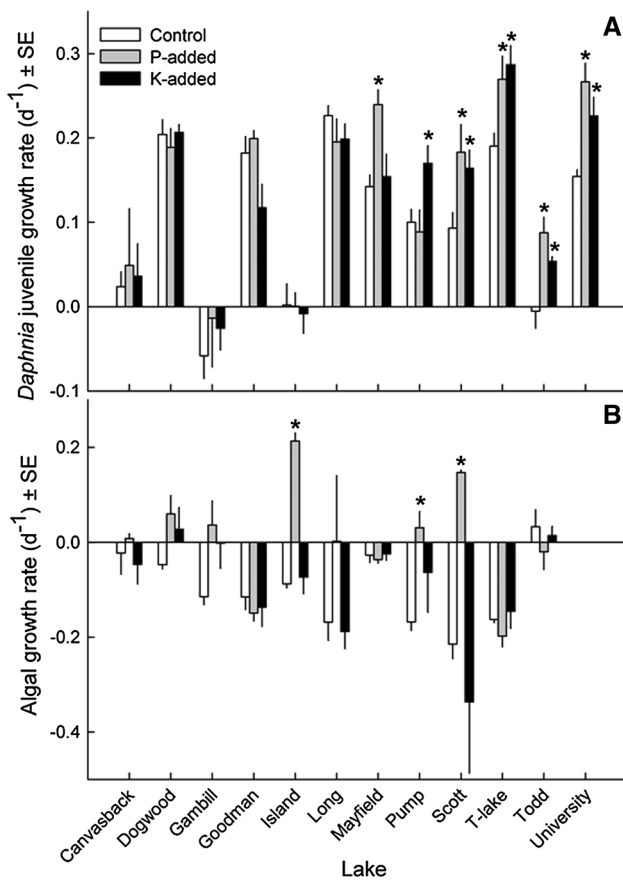 A
Control
P-added
K-added
Daphnia juvenile growth rate (d⁻¹) ± SE
0.3
0.2
0.1
0.0
-0.1
* * * * * * * * * * *
B
Algal growth rate (d⁻¹) ± SE
0.2
0.0
-0.2
-0.4
* * *
Canvasback
Dogwood
Gambill
Goodman
Island
Long
Mayfield
Pump
Scott
T-lake
Todd
University
Lake